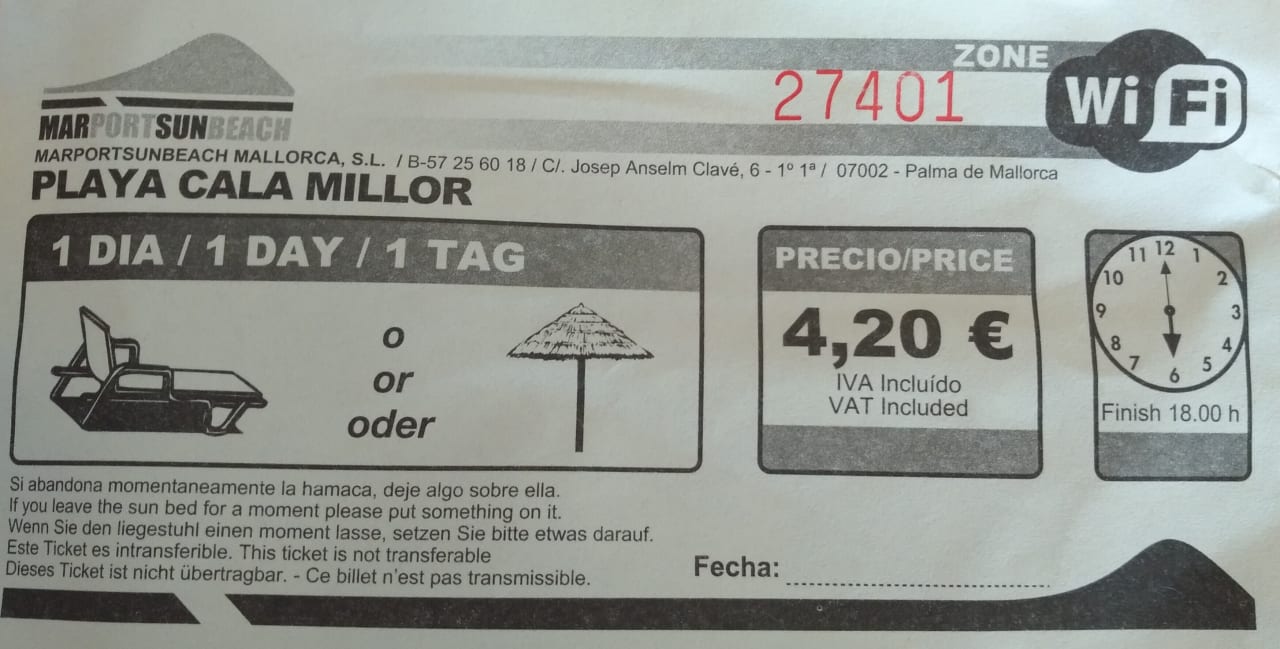 ZONE
WiFi
27401
MARPORTSUNBEACH
MARPORTSUNBEACH MALLORCA, S.L. / B-57 25 60 18 / C/. Josep Anselm Clavé, 6 - 1º 1ª / 07002 - Palma de Mallorca
PLAYA CALA MILLOR
1 DIA / 1 DAY / 1 TAG
o
or
oder
PRECIO/PRICE
4,20 €
IVA Incluído
VAT Included
12
1
2
3
4
5
6
7
8
9
10
11
Finish 18.00 h
Si abandona momentaneamente la hamaca, deje algo sobre ella.
If you leave the sun bed for a moment please put something on it.
Wenn Sie den liegestuhl einen moment lasse, setzen Sie bitte etwas darauf.
Este Ticket es intransferible. This ticket is not transferable
Dieses Ticket ist nicht übertragbar. - Ce billet n'est pas transmissible.
Fecha: